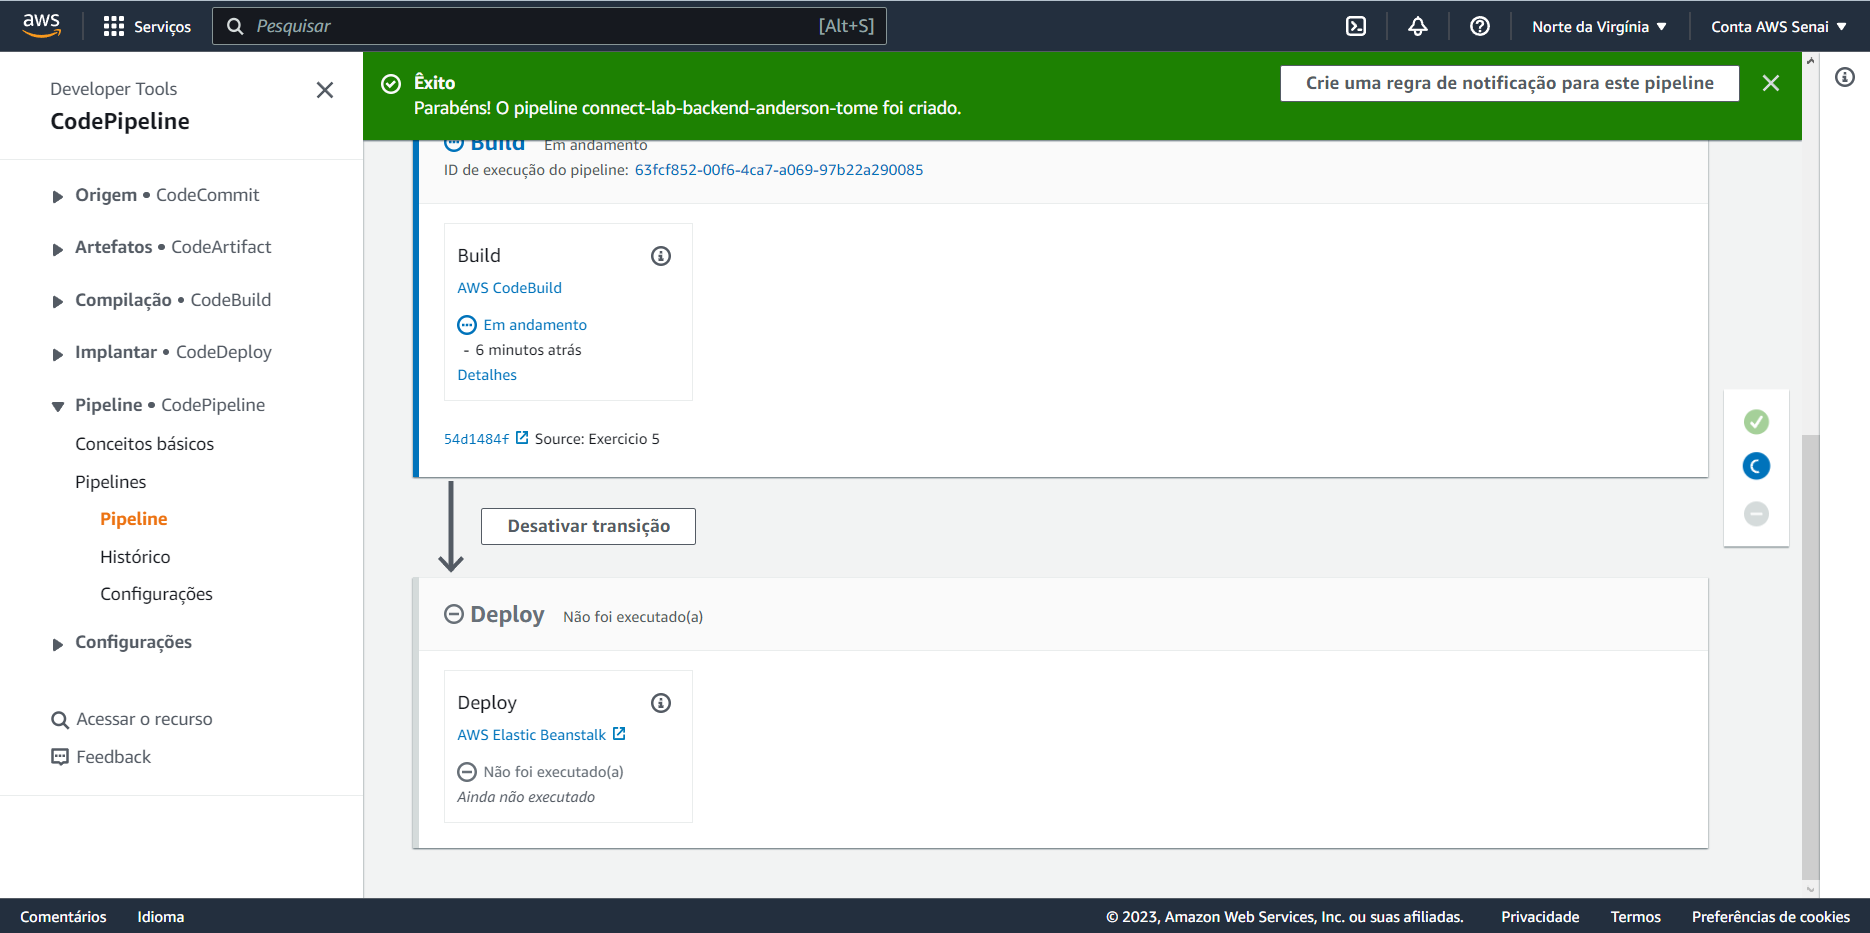 aws
Serviços
Pesquisar
[Alt+S]
Norte da Virgínia
Conta AWS Senai
Developer Tools
CodePipeline
Origem • CodeCommit
Artefatos • CodeArtifact
Compilação • CodeBuild
Implantar • CodeDeploy
Pipeline • CodePipeline
Conceitos básicos
Pipelines
Pipeline
Histórico
Configurações
Configurações
Acessar o recurso
Feedback
Êxito
Parabéns! O pipeline connect-lab-backend-anderson-tome foi criado.
Crie uma regra de notificação para este pipeline
Build Em andamento
ID de execução do pipeline: 63fcf852-00f6-4ca7-a069-97b22a290085
Build
AWS CodeBuild
Em andamento
- 6 minutos atrás
Detalhes
54d1484f Source: Exercicio 5
Desativar transição
Deploy Não foi executado(a)
Deploy
AWS Elastic Beanstalk
Não foi executado(a)
Ainda não executado
Comentários
Idioma
© 2023, Amazon Web Services, Inc. ou suas afiliadas.
Privacidade
Termos
Preferências de cookies